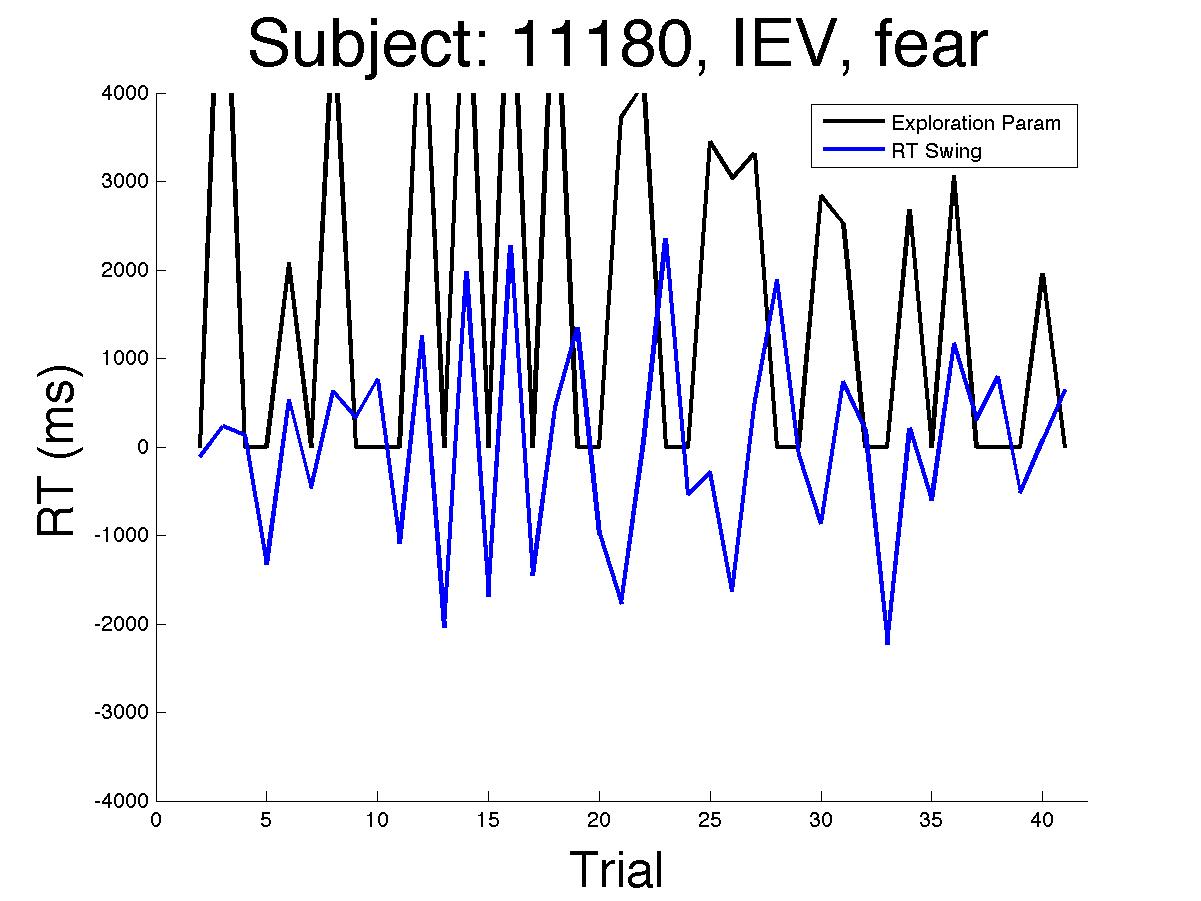 Subject: 11180, IEV, fear
4000
3000
2000
1000
0
-1000
-2000
-3000
-4000
RT (ms)
Exploration Param
RT Swing
0 5 10 15 20 25 30 35 40
Trial